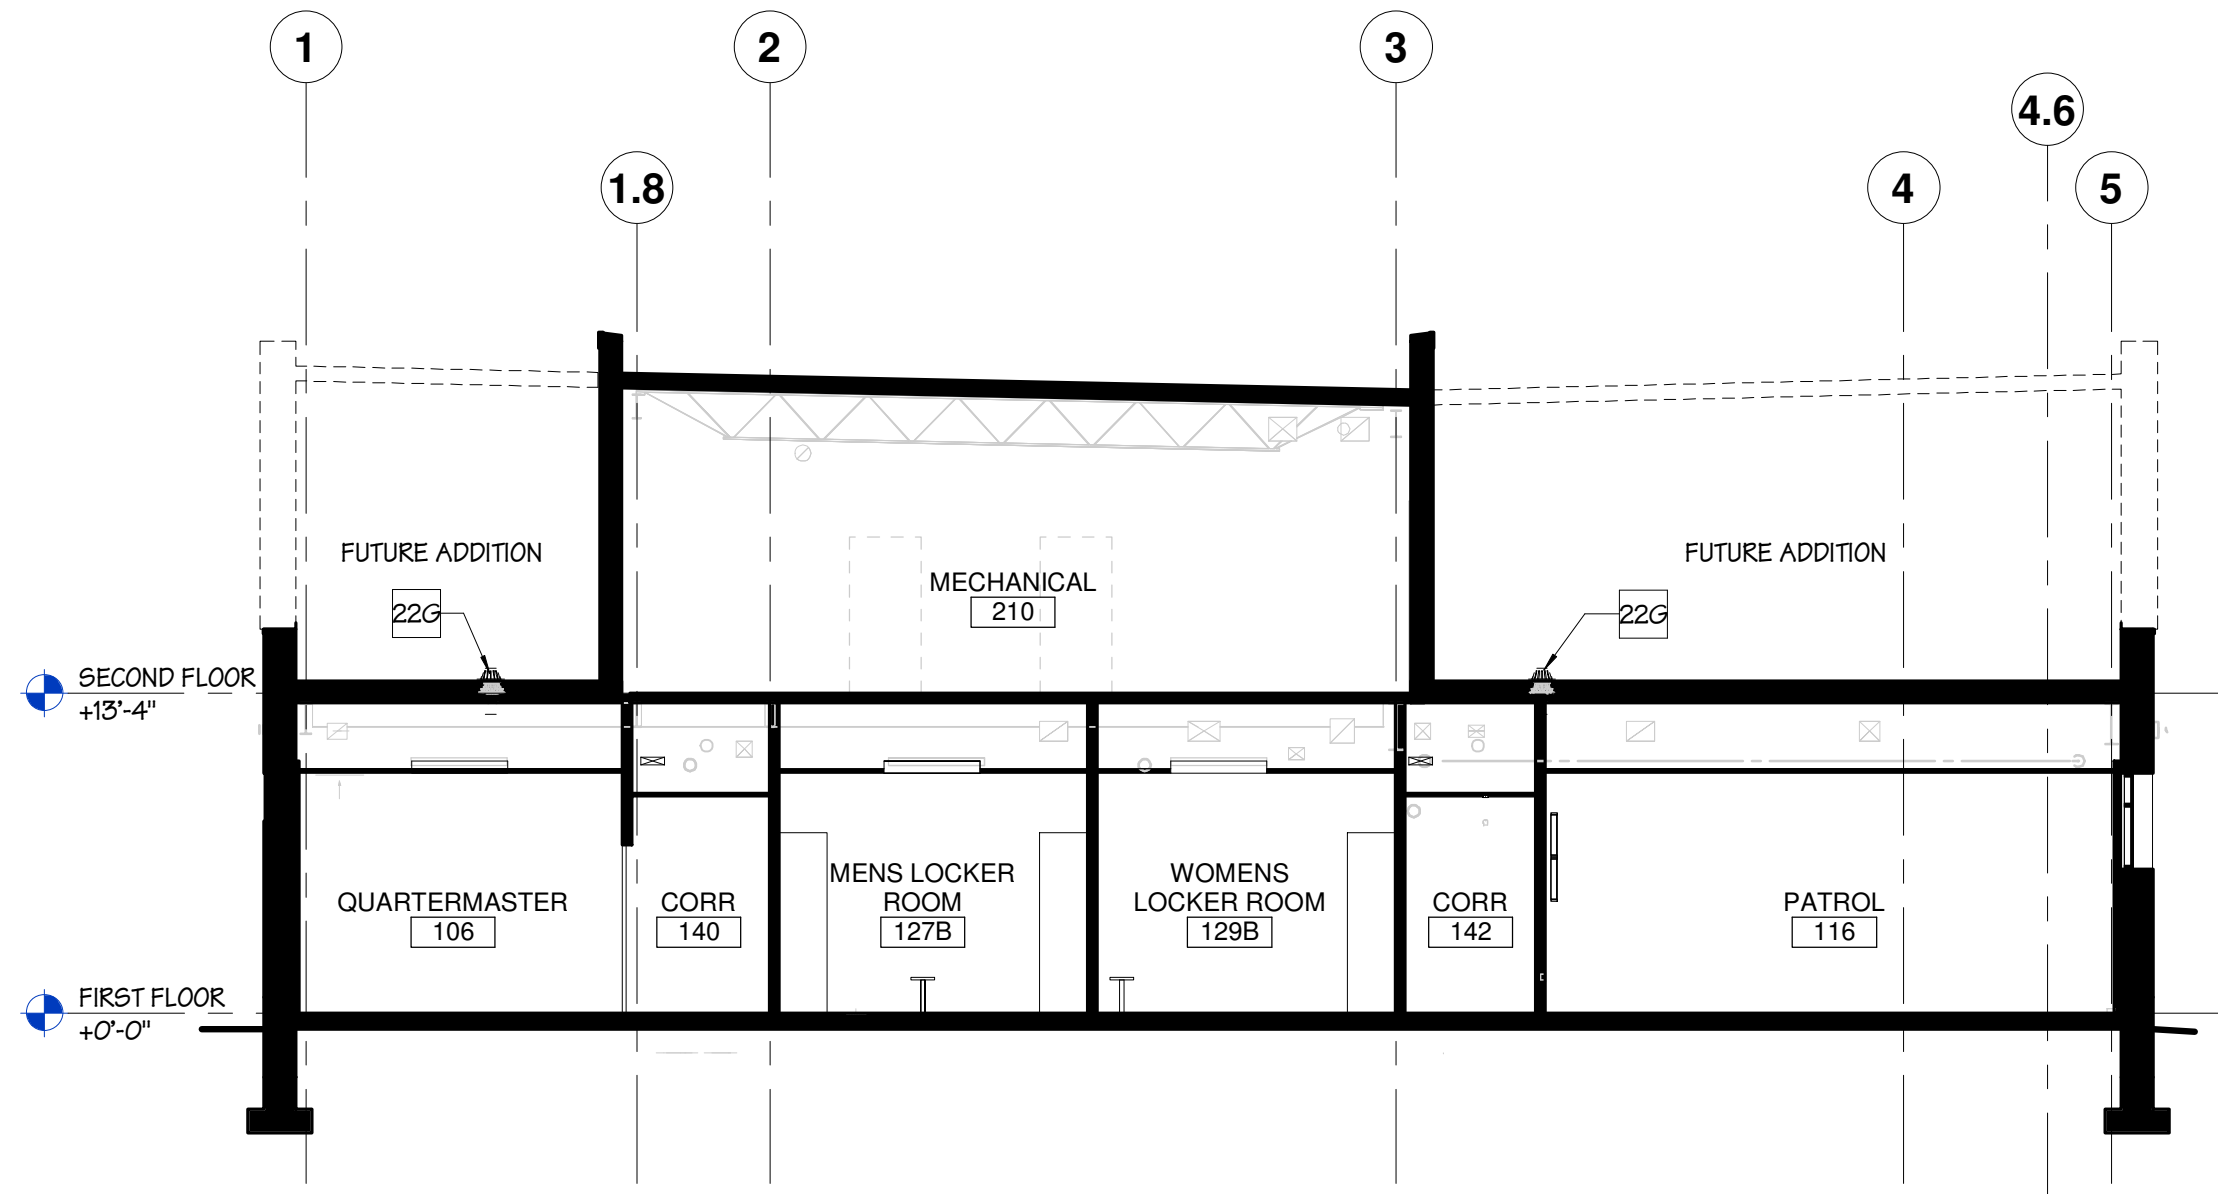 1
2
3
4.6
1.8
4
5
FUTURE ADDITION
FUTURE ADDITION
MECHANICAL
210
22G
22G
SECOND FLOOR
+13'-4"
MENS LOCKER
ROOM
127B
WOMENS
LOCKER ROOM
129B
QUARTERMASTER
106
CORR
140
CORR
142
PATROL
116
FIRST FLOOR
+0'-0"